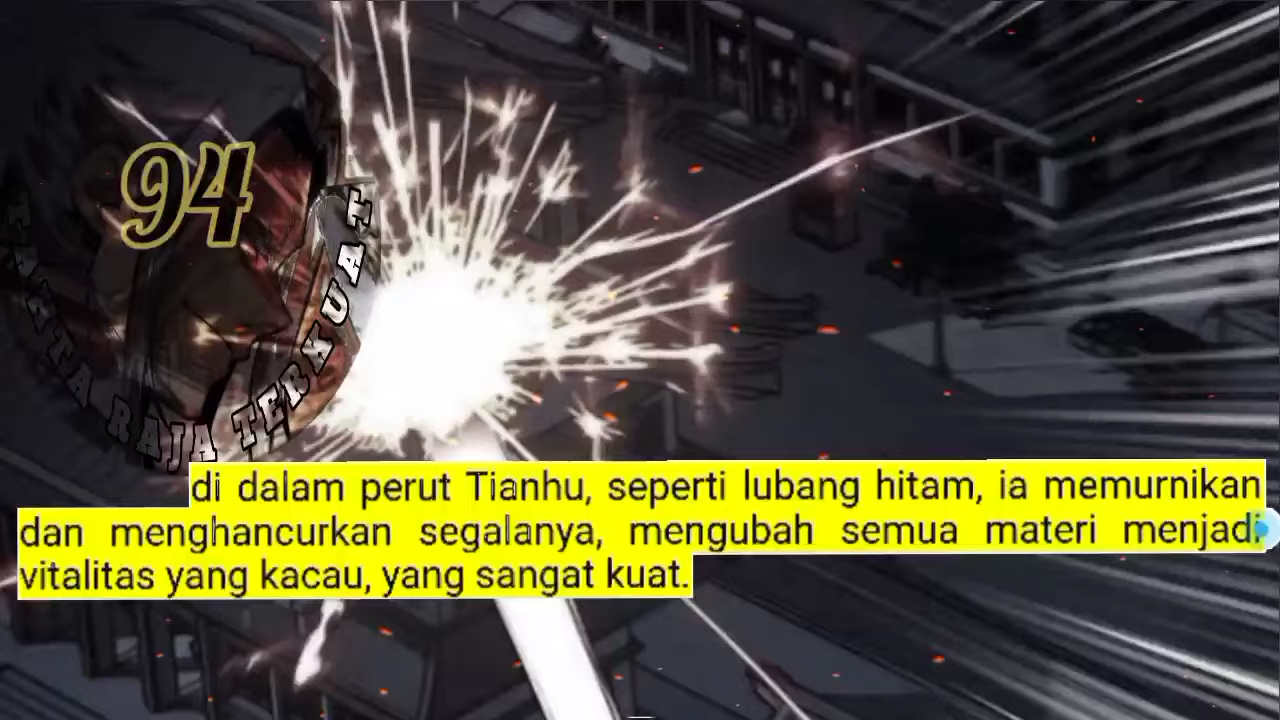 94
TAHTA RAJA TERKUAT
di dalam perut Tianhu, seperti lubang hitam, ia memurnikan
dan menghancurkan segalanya, mengubah semua materi menjadi
vitalitas yang kacau, yang sangat kuat.